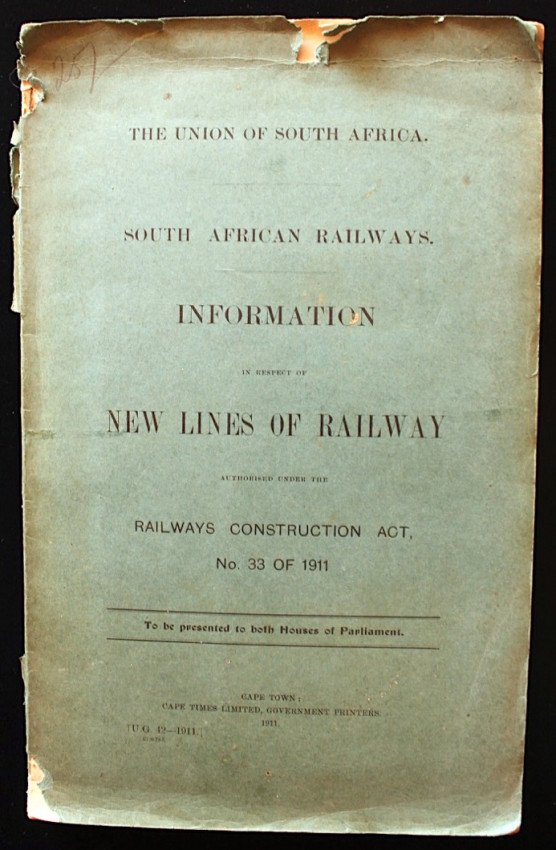 THE UNION OF SOUTH AFRICA.
SOUTH AFRICAN RAILWAYS.
INFORMATION
IN RESPECT OF
NEW LINES OF RAILWAY
AUTHORISED UNDER THE
RAILWAYS CONSTRUCTION ACT,
No. 33 OF 1911
To be presented to both Houses of Parliament.
CAPE TOWN:
CAPE TIMES LIMITED, GOVERNMENT PRINTERS.
1911.
[U.G. 42—1911.]